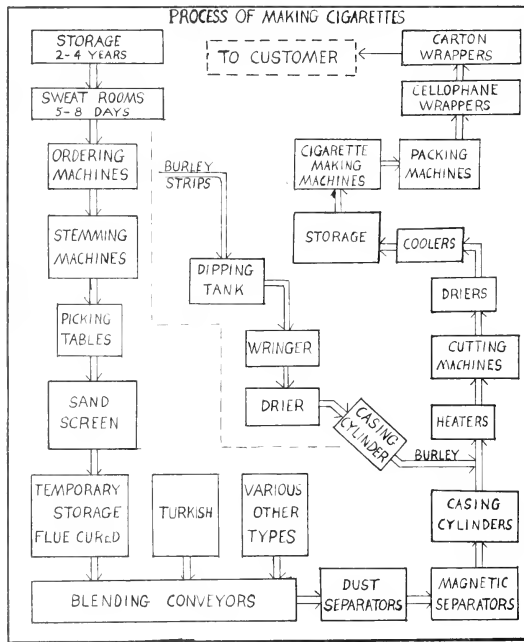 PROCESS OF MAKING CIGARETTES
STORAGE
2-4 YEARS
SWEAT ROOMS
5-8 DAYS
ORDERING
MACHINES
STEMMING
MACHINES
PICKING
TABLES
SAND
SCREEN
TEMPORARY
STORAGE
FLUE CURED
TURKISH
VARIOUS
OTHER
TYPES
BLENDING CONVEYORS
DUST
SEPARATORS
MAGNETIC
SEPARATORS
CASING
CYLINDERS
BURLEY
STRIPS
DIPPING
TANK
WRINGER
DRIER
CASING
CYLINDER
BURLEY
HEATERS
CUTTING
MACHINES
DRIERS
COOLERS
STORAGE
CIGARETTE
MAKING
MACHINES
PACKING
MACHINES
CELLOPHANE
WRAPPERS
CARTON
WRAPPERS
TO CUSTOMER